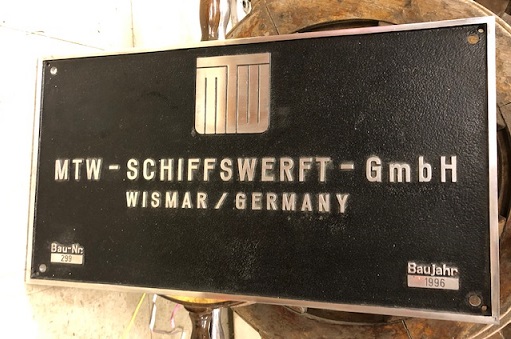 MTW
MTW-SCHIFFSWERFT-GmbH
WISMAR/GERMANY
Bau-Nr.
299
Baujahr
1996